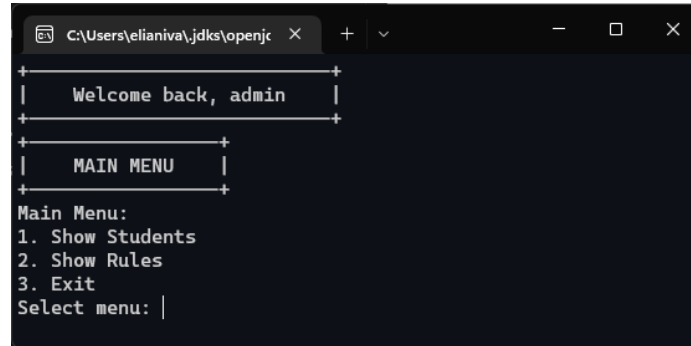 C:\Users\elianiva\.jdks\openjc
+——————————————————+
|    Welcome back, admin    |
+——————————————————+
+———————————+
|    MAIN MENU    |
+———————————+
Main Menu:
1. Show Students
2. Show Rules
3. Exit
Select menu: